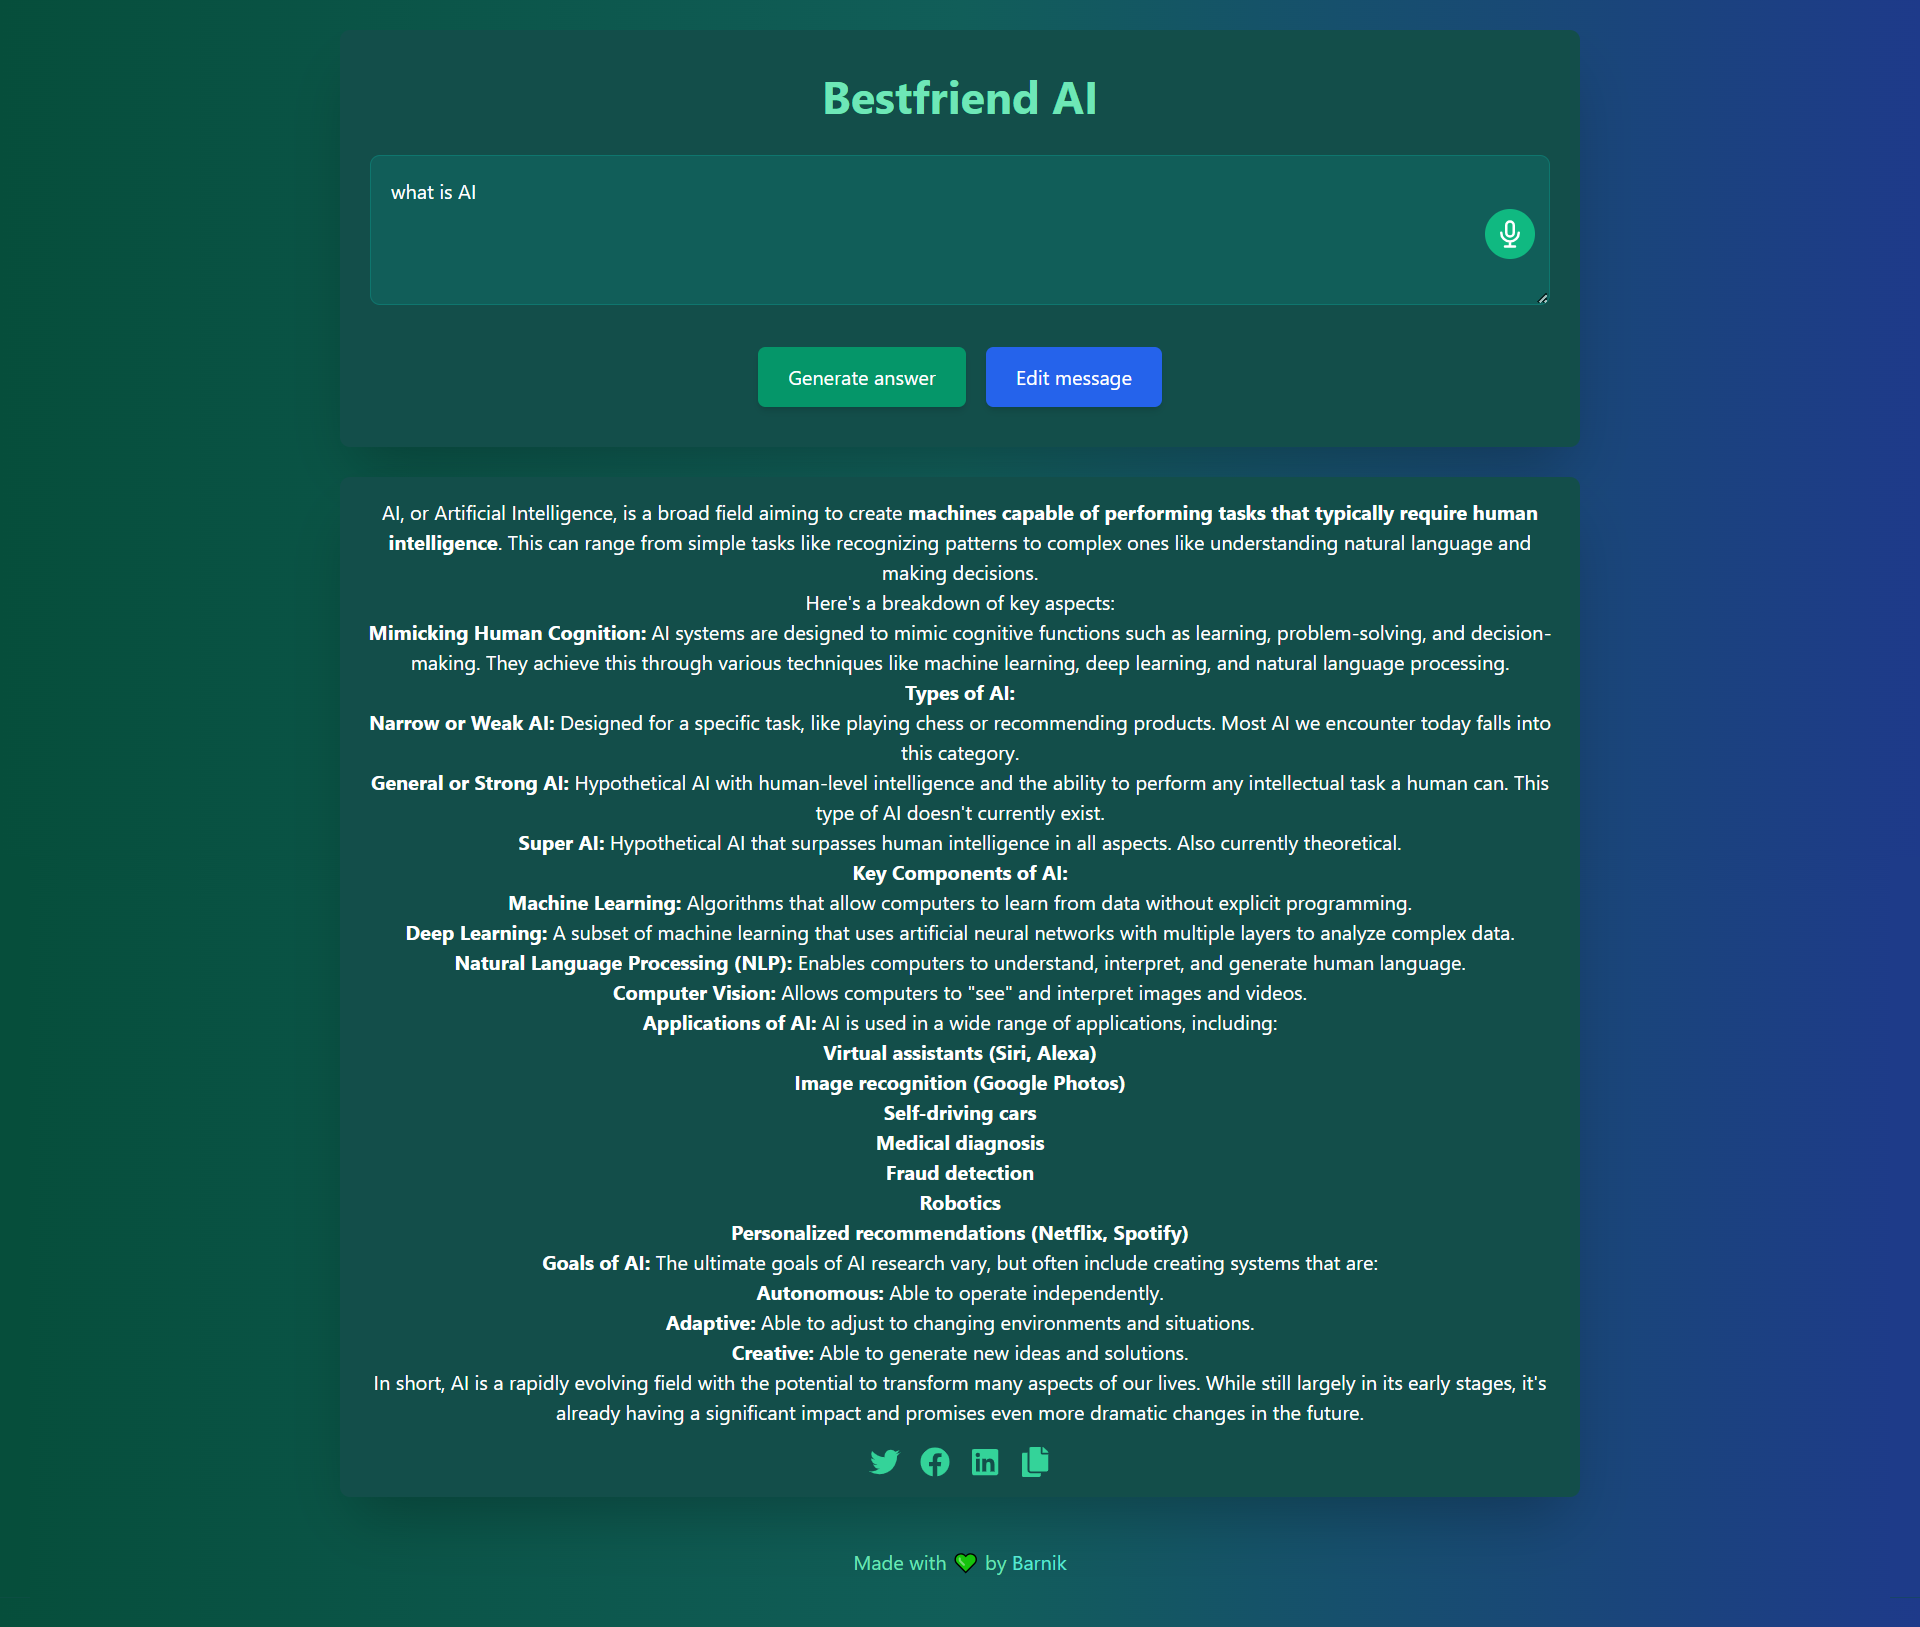 Bestfriend AI
what is AI
Generate answer
Edit message
AI, or Artificial Intelligence, is a broad field aiming to create machines capable of performing tasks that typically require human
intelligence. This can range from simple tasks like recognizing patterns to complex ones like understanding natural language and
making decisions.
Here's a breakdown of key aspects:
Mimicking Human Cognition: AI systems are designed to mimic cognitive functions such as learning, problem-solving, and decision-
making. They achieve this through various techniques like machine learning, deep learning, and natural language processing.
Types of AI:
Narrow or Weak AI: Designed for a specific task, like playing chess or recommending products. Most AI we encounter today falls into
this category.
General or Strong AI: Hypothetical AI with human-level intelligence and the ability to perform any intellectual task a human can. This
type of AI doesn't currently exist.
Super AI: Hypothetical AI that surpasses human intelligence in all aspects. Also currently theoretical.
Key Components of AI:
Machine Learning: Algorithms that allow computers to learn from data without explicit programming.
Deep Learning: A subset of machine learning that uses artificial neural networks with multiple layers to analyze complex data.
Natural Language Processing (NLP): Enables computers to understand, interpret, and generate human language.
Computer Vision: Allows computers to "see" and interpret images and videos.
Applications of AI: AI is used in a wide range of applications, including:
Virtual assistants (Siri, Alexa)
Image recognition (Google Photos)
Self-driving cars
Medical diagnosis
Fraud detection
Robotics
Personalized recommendations (Netflix, Spotify)
Goals of AI: The ultimate goals of AI research vary, but often include creating systems that are:
Autonomous: Able to operate independently.
Adaptive: Able to adjust to changing environments and situations.
Creative: Able to generate new ideas and solutions.
In short, AI is a rapidly evolving field with the potential to transform many aspects of our lives. While still largely in its early stages, it's
already having a significant impact and promises even more dramatic changes in the future.
Made with 💚 by Barnik